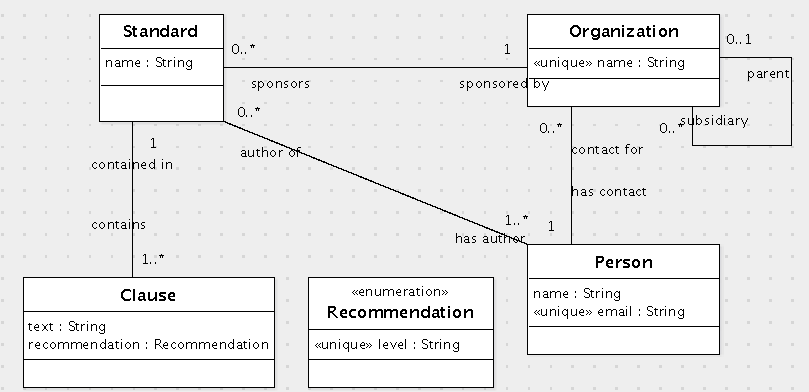 Standard
name : String
Organization
«unique» name : String
0..*
sponsors
1
sponsored by
0..1
parent
0..*
subsidiary
0..*
author of
1..*
has author
0..*
contact for
has contact
1
1
contained in
contains
1..*
Clause
text : String
recommendation : Recommendation
«enumeration»
Recommendation
«unique» level : String
Person
name : String
«unique» email : String